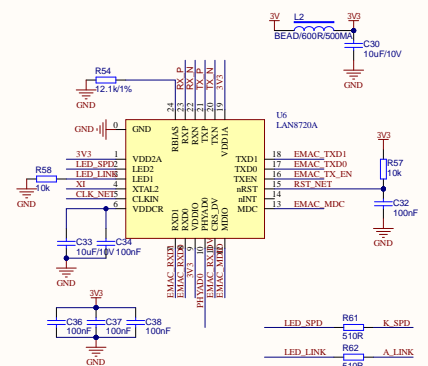 3V L2 3V3
BEAD/600R/500MA
C30
10uF/10V
GND
R54
12.1k/1%
GND
RX_P
RX_N
TX_P
TX_N
3V3
24 23 22 21 20 19
RBIAS RXP RXN TXP TXN VDD1A
U6
LAN8720A
GND 0 GND
3V3 1 VDD2A
LED_SPD 2 LED2
LED_LINK 3 LED1
XI 4 XTAL2
CLK_NET 5 CLKIN
6 VDDCR
TXD1 18 EMAC_TXD1
TXD0 17 EMAC_TXD0
TXEN 16 EMAC_TX_EN
nRST 15 RST_NET
nINT 14
MDC 13 EMAC_MDC
R58
10k
GND
3V3
R57
10k
C32
100nF
GND
RXD1 RXD0 VDDIO PHYAD0 CRS_DV MDIO
9 10
3V3
PHYAD0
C33
10uF/10V
C34
100nF
GND
3V3
C36
100nF
C37
100nF
C38
100nF
GND
LED_SPD R61 K_SPD
510R
LED_LINK R62 A_LINK
510R